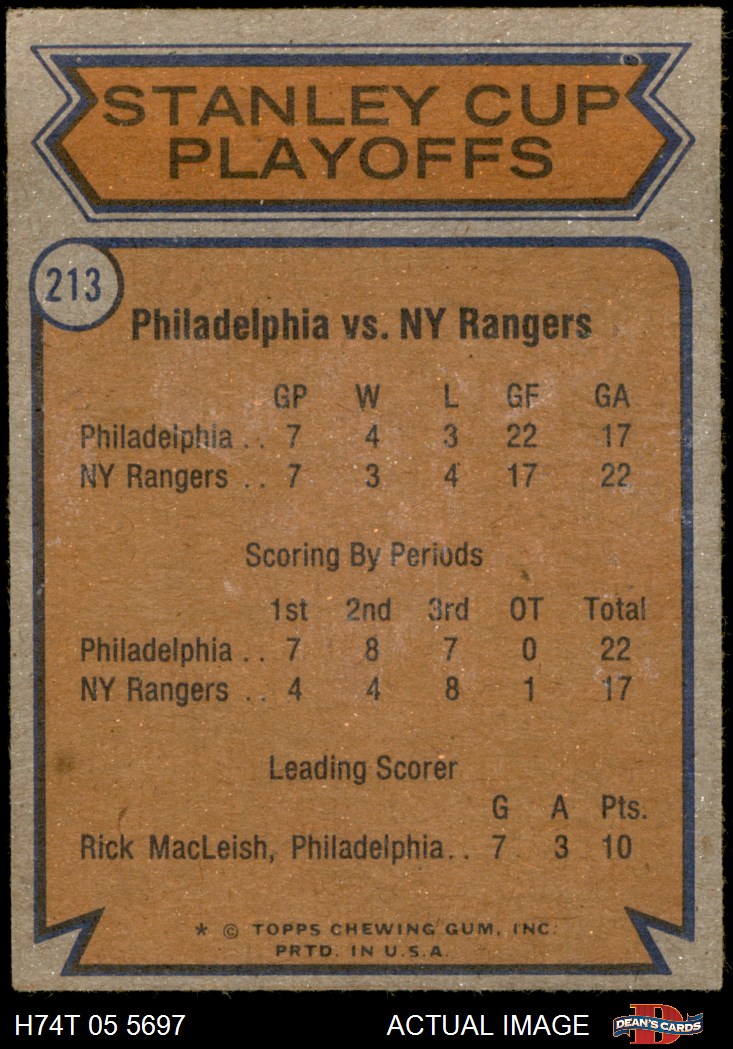 STANLEY CUP
PLAYOFFS
213
Philadelphia vs. NY Rangers
GP W L GF GA
Philadelphia . . 7 4 3 22 17
NY Rangers . . 7 3 4 17 22
Scoring By Periods
1st 2nd 3rd OT Total
Philadelphia . . 7 8 7 0 22
NY Rangers . . 4 4 8 1 17
Leading Scorer
G A Pts.
Rick MacLeish, Philadelphia. . 7 3 10
* © TOPPS CHEWING GUM, INC.
PRTD. IN U.S.A.
H74T 05 5697 ACTUAL IMAGE DEAN'S CARDS